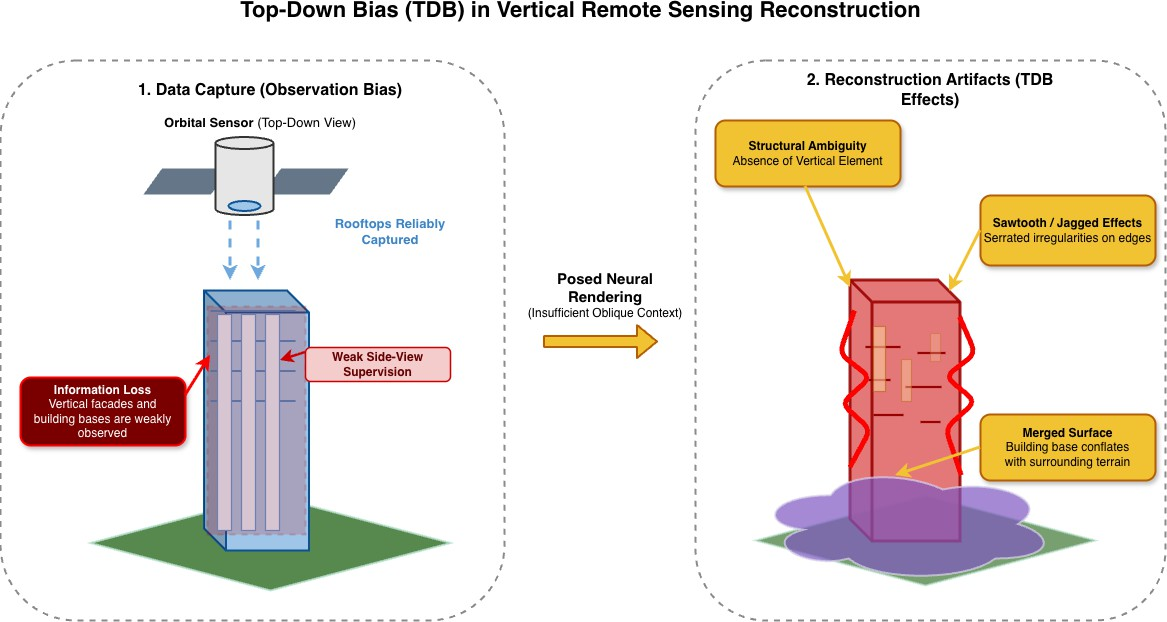 Top-Down Bias (TDB) in Vertical Remote Sensing Reconstruction
1. Data Capture (Observation Bias)
Orbital Sensor (Top-Down View)
Rooftops Reliably
Captured
Weak Side-View
Supervision
Information Loss
Vertical facades and
building bases are weakly
observed
Posed Neural
Rendering
(Insufficient Oblique Context)
2. Reconstruction Artifacts (TDB
Effects)
Structural Ambiguity
Absence of Vertical Element
Sawtooth / Jagged Effects
Serrated irregularities on edges
Merged Surface
Building base conflates
with surrounding terrain